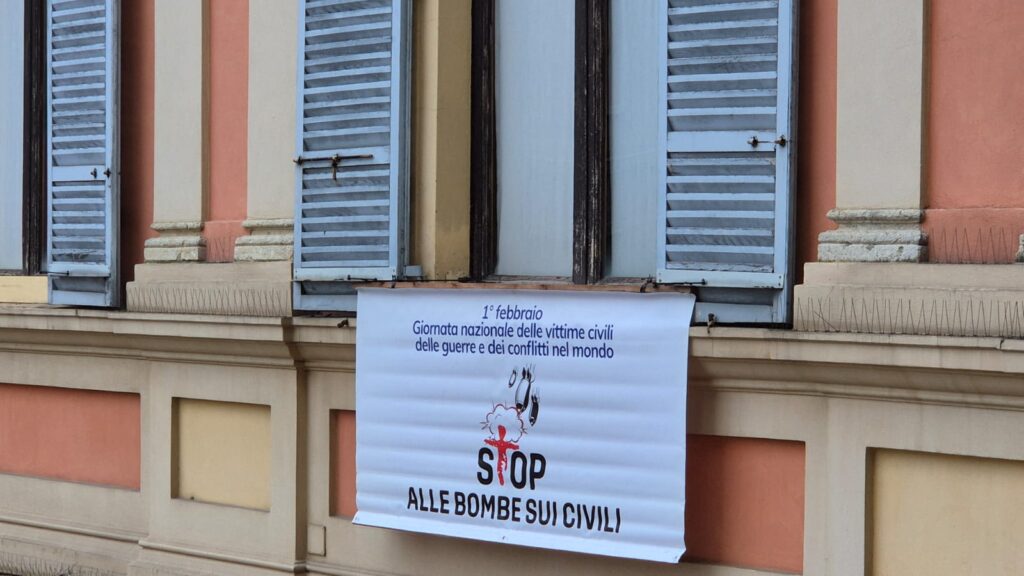 1° febbraio
Giornata nazionale delle vittime civili
delle guerre e dei conflitti nel mondo
STOP
ALLE BOMBE SUI CIVILI